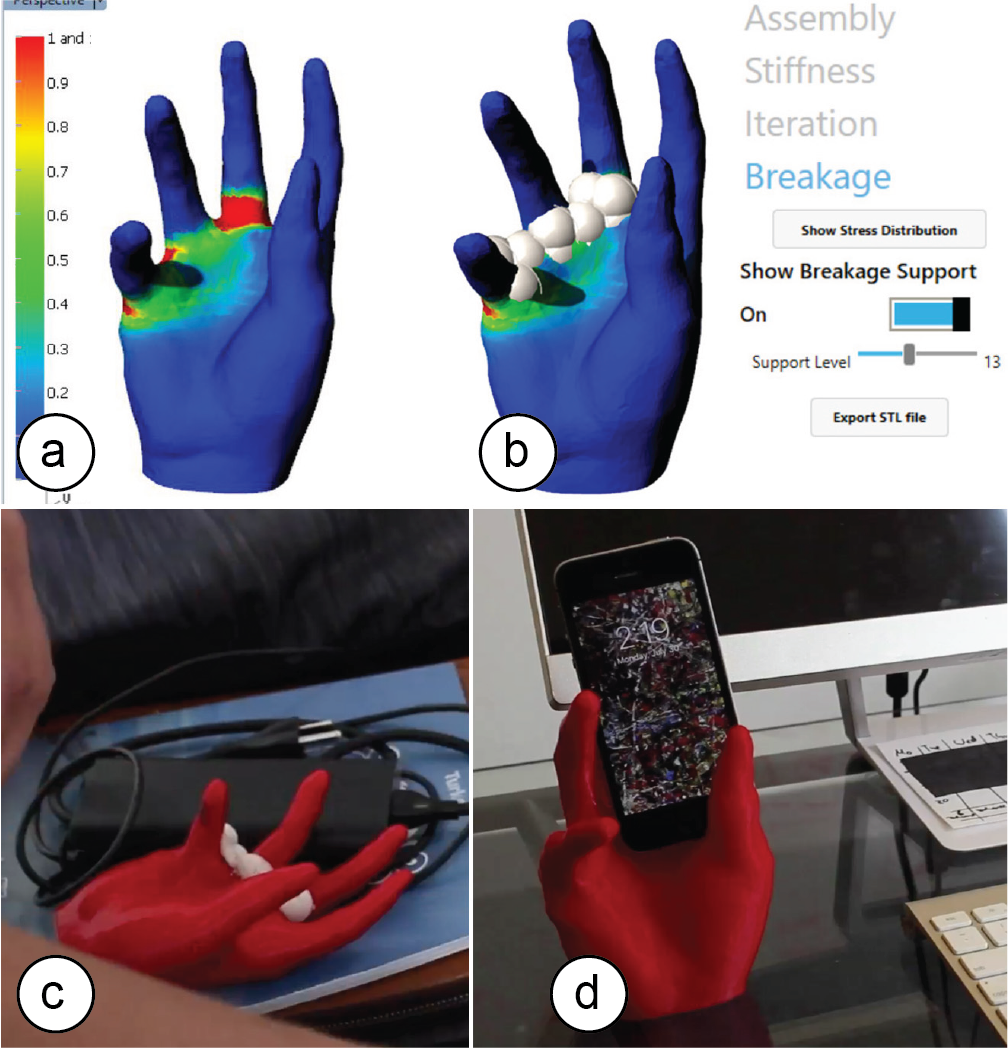 Perspective
1 and :
0.9
0.8
0.7
0.6
0.5
0.4
0.3
0.2
a
b
Assembly
Stiffness
Iteration
Breakage
Show Stress Distribution
Show Breakage Support
On
Support Level
13
Export STL file
c
2:19
Monday, July
d